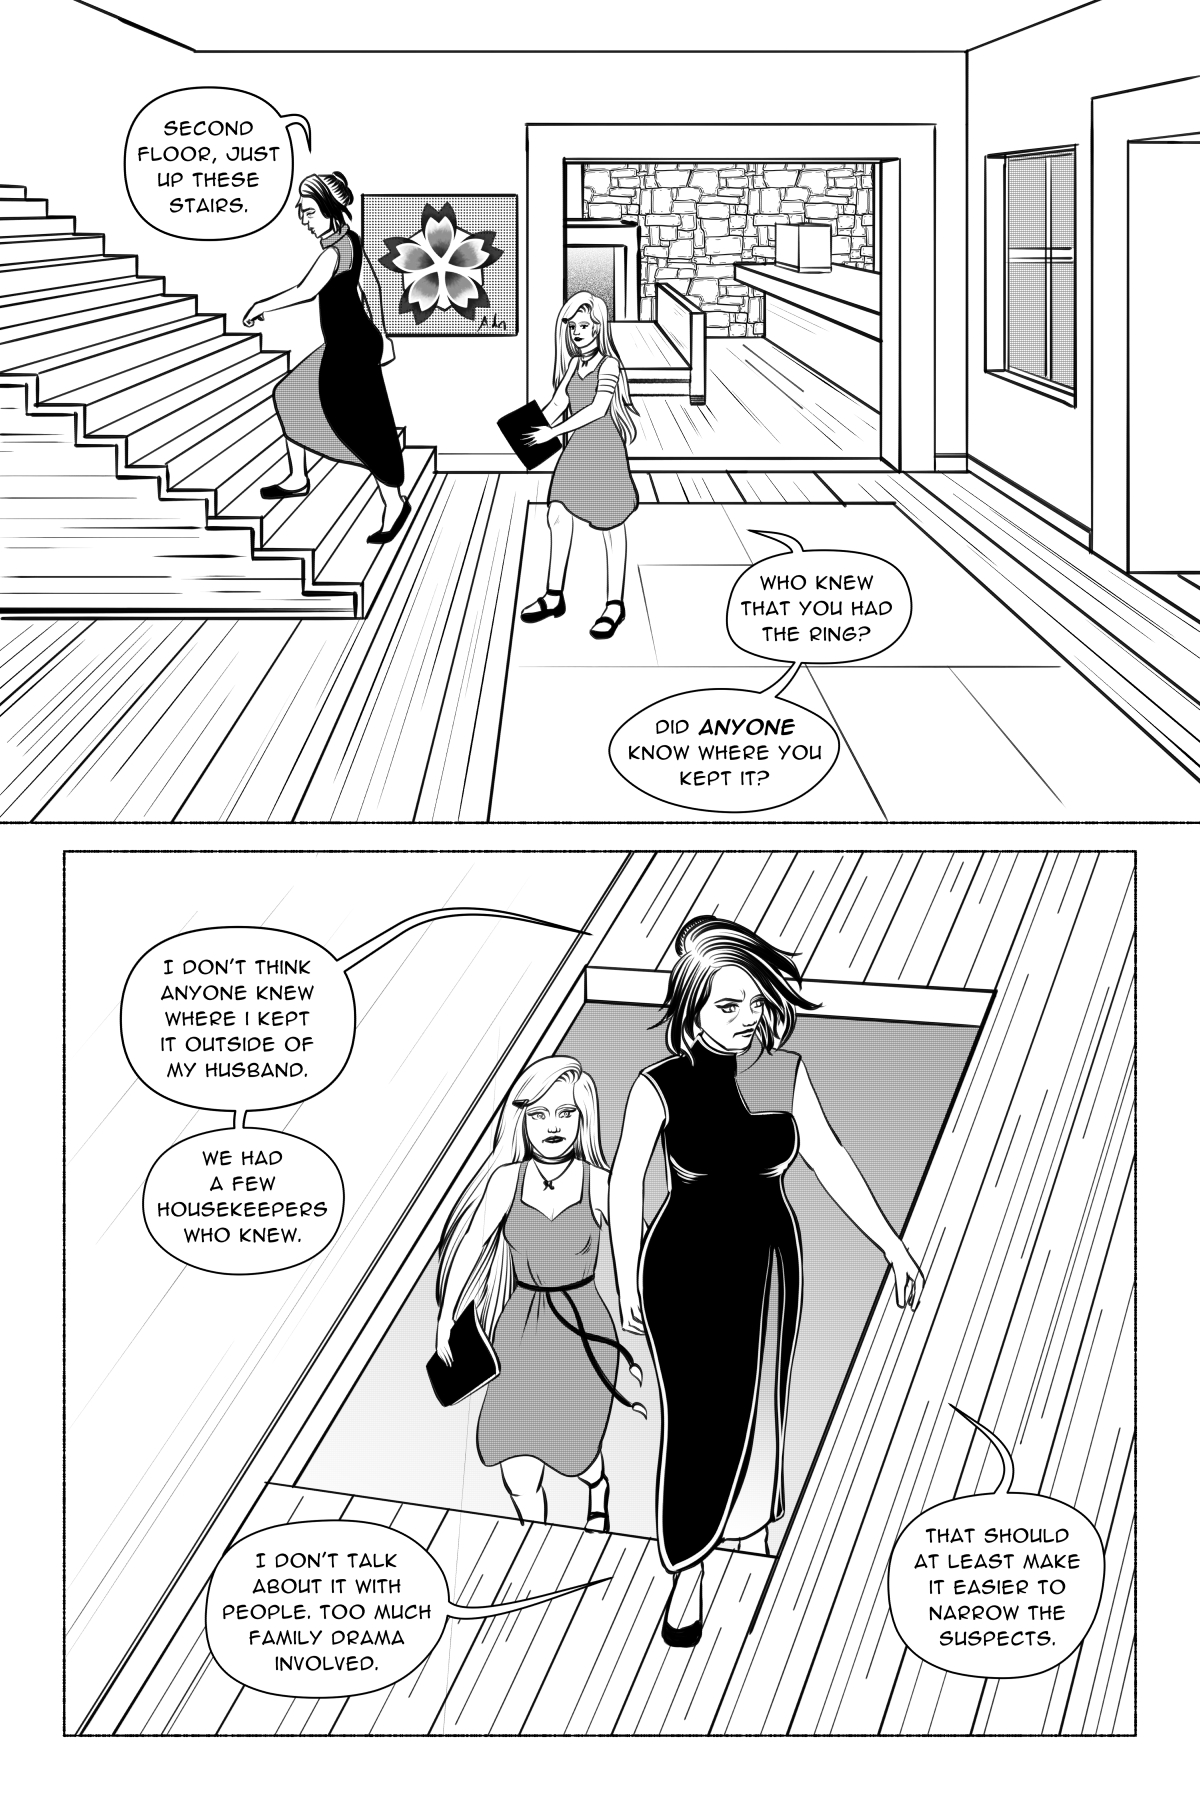 SECOND
FLOOR, JUST
UP THESE
STAIRS.
WHO KNEW
THAT YOU HAD
THE RING?
DID ANYONE
KNOW WHERE YOU
KEPT IT?
I DON'T THINK
ANYONE KNEW
WHERE I KEPT
IT OUTSIDE OF
MY HUSBAND.
WE HAD
A FEW
HOUSEKEEPERS
WHO KNEW.
I DON'T TALK
ABOUT IT WITH
PEOPLE. TOO MUCH
FAMILY DRAMA
INVOLVED.
THAT SHOULD
AT LEAST MAKE
IT EASIER TO
NARROW THE
SUSPECTS.